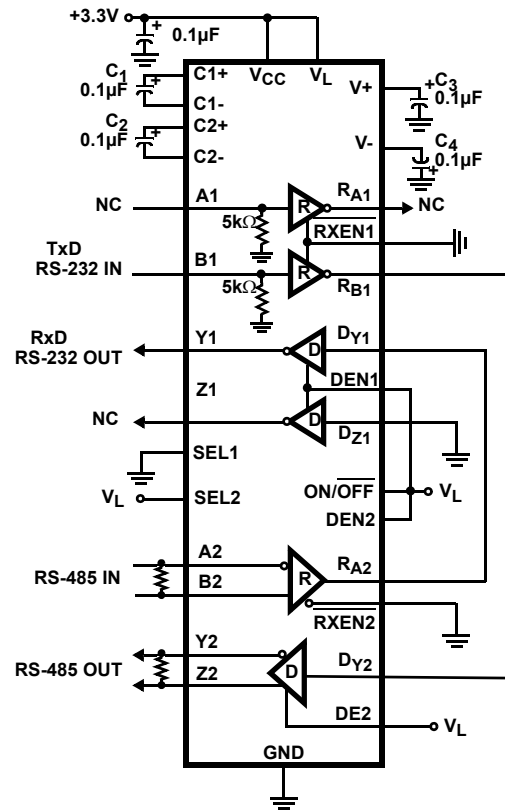 +3.3V
0.1µF
C1
0.1µF
C1+
VCC
VL
V+
C3
0.1µF
C1-
C2
0.1µF
C2+
C2-
V-
C4
0.1µF
NC
A1
R
RA1
NC
5kΩ
RXEN1
TxD
RS-232 IN
B1
R
RB1
5kΩ
RxD
RS-232 OUT
Y1
D
DY1
Z1
DEN1
NC
D
DZ1
SEL1
VL
SEL2
ON/OFF
VL
DEN2
RS-485 IN
A2
B2
R
RA2
RXEN2
RS-485 OUT
Y2
Z2
D
DY2
DE2
VL
GND